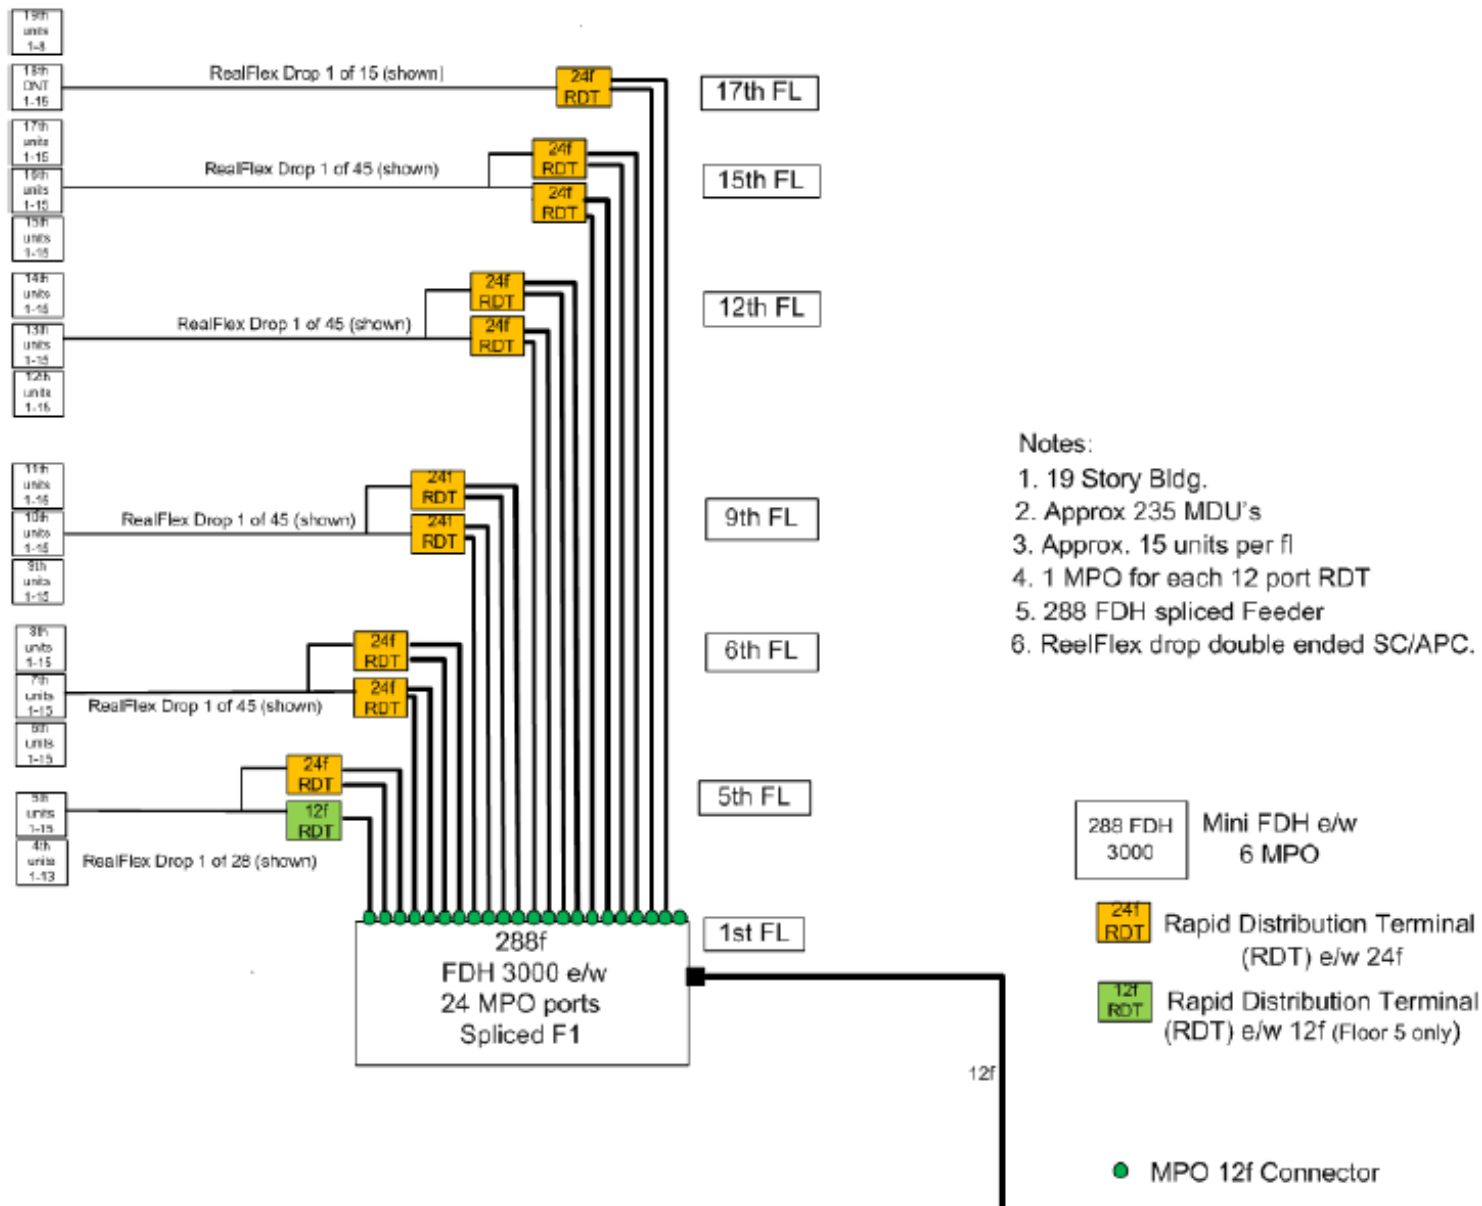 19th
units
1-8
18th
ONT
1-15
RealFlex Drop 1 of 15 (shown)
24f
RDT
17th FL
17th
units
1-15
16th
units
1-15
15th
units
1-15
RealFlex Drop 1 of 45 (shown)
24f
RDT
24f
RDT
15th FL
14th
units
1-15
13th
units
1-15
12th
units
1-15
RealFlex Drop 1 of 45 (shown)
24f
RDT
24f
RDT
12th FL
11th
units
1-15
10th
units
1-15
9th
units
1-15
RealFlex Drop 1 of 45 (shown)
24f
RDT
24f
RDT
9th FL
8th
units
1-15
7th
units
1-15
6th
units
1-15
RealFlex Drop 1 of 45 (shown)
24f
RDT
24f
RDT
6th FL
5th
units
1-15
4th
units
1-13
RealFlex Drop 1 of 28 (shown)
24f
RDT
12f
RDT
5th FL
288f
FDH 3000 e/w
24 MPO ports
Spliced F1
1st FL
12f
Notes:
1. 19 Story Bldg.
2. Approx 235 MDU's
3. Approx. 15 units per fl
4. 1 MPO for each 12 port RDT
5. 288 FDH spliced Feeder
6. ReelFlex drop double ended SC/APC.
288 FDH
3000
Mini FDH e/w
6 MPO
24f
RDT
Rapid Distribution Terminal
(RDT) e/w 24f
12f
RDT
Rapid Distribution Terminal
(RDT) e/w 12f (Floor 5 only)
MPO 12f Connector